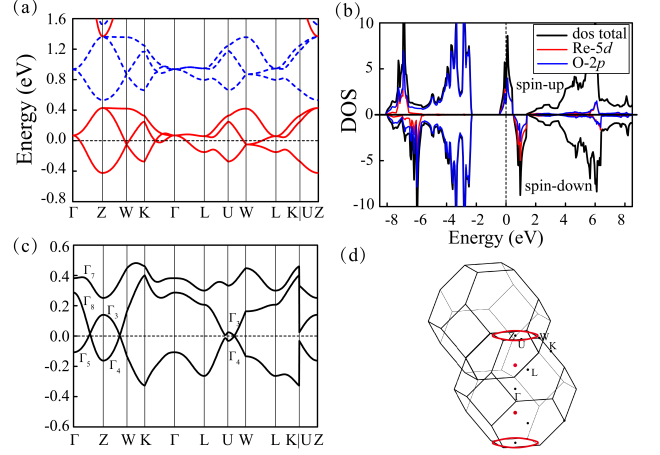 (a)
Energy (eV)
1.6
1.2
0.8
0.4
0.0
-0.4
-0.8
Γ Z W K Γ L U W L K|UZ
(b)
DOS
10
5
0
-5
-10
dos total
Re-5d
O-2p
spin-up
spin-down
-8 -6 -4 -2 0 2 4 6 8
Energy (eV)
(c)
0.6
0.4
0.2
0.0
-0.2
-0.4
-0.6
Γ7
Γ8
Γ3
Γ5
Γ4
Γ3
Γ4
Γ Z W K Γ L U W L K|UZ
(d)
Z
U
W
K
L
Γ